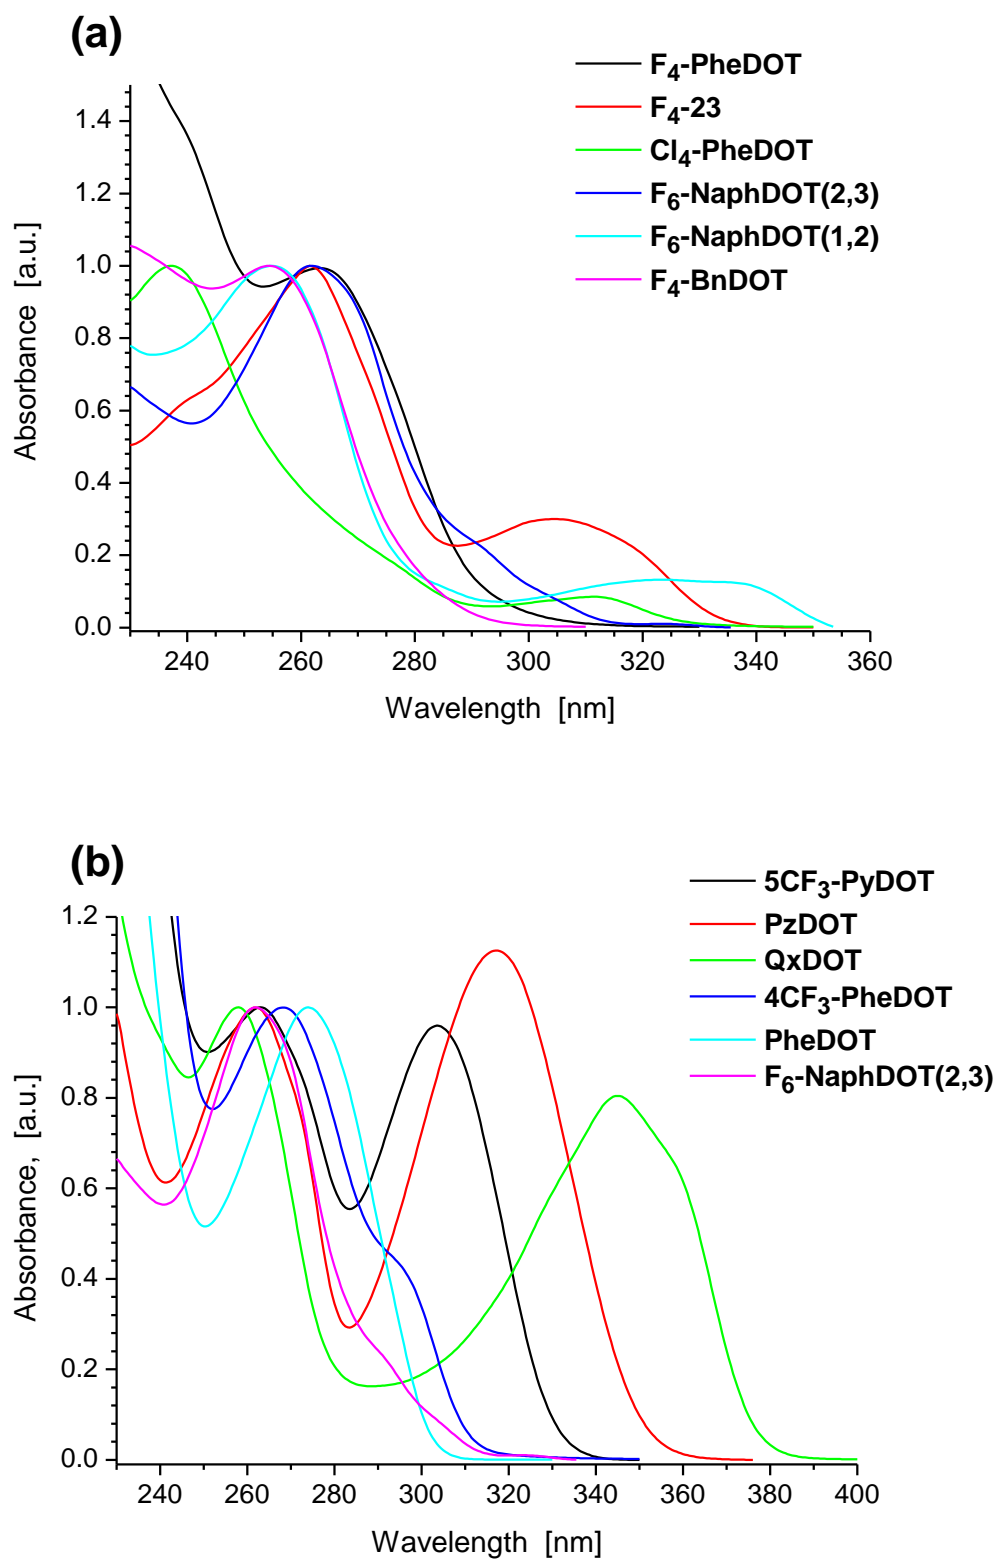 (a)
F₄-PheDOT
F₄-23
Cl₄-PheDOT
F₆-NaphDOT(2,3)
F₆-NaphDOT(1,2)
F₄-BnDOT
Absorbance [a.u.]
1.4
1.2
1.0
0.8
0.6
0.4
0.2
0.0
240 260 280 300 320 340 360
Wavelength [nm]
(b)
5CF₃-PyDOT
PzDOT
QxDOT
4CF₃-PheDOT
PheDOT
F₆-NaphDOT(2,3)
Absorbance, [a.u.]
1.2
1.0
0.8
0.6
0.4
0.2
0.0
240 260 280 300 320 340 360 380 400
Wavelength [nm]